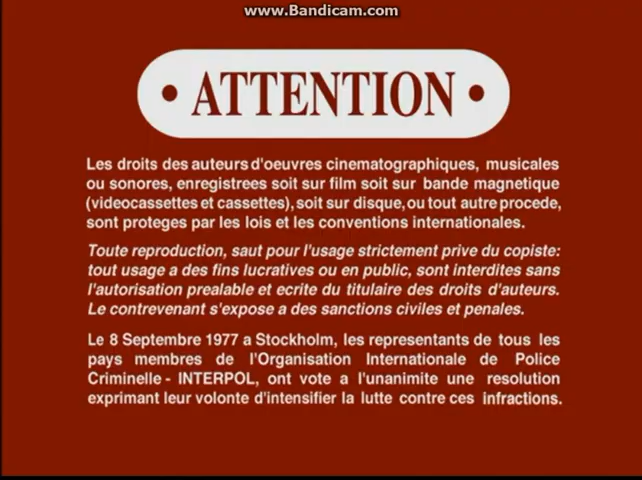 www.Bandicam.com
• ATTENTION •
Les droits des auteurs d'oeuvres cinematographiques, musicales
ou sonores, enregistrees soit sur film soit sur bande magnetique
(videocassettes et cassettes), soit sur disque, ou tout autre procede,
sont proteges par les lois et les conventions internationales.
Toute reproduction, saut pour l'usage strictement prive du copiste:
tout usage a des fins lucratives ou en public, sont interdites sans
l'autorisation prealable et ecrite du titulaire des droits d'auteurs.
Le contrevenant s'expose a des sanctions civiles et penales.
Le 8 Septembre 1977 a Stockholm, les representants de tous les
pays membres de l'Organisation Internationale de Police
Criminelle - INTERPOL, ont vote a l'unanimite une resolution
exprimant leur volonte d'intensifier la lutte contre ces infractions.